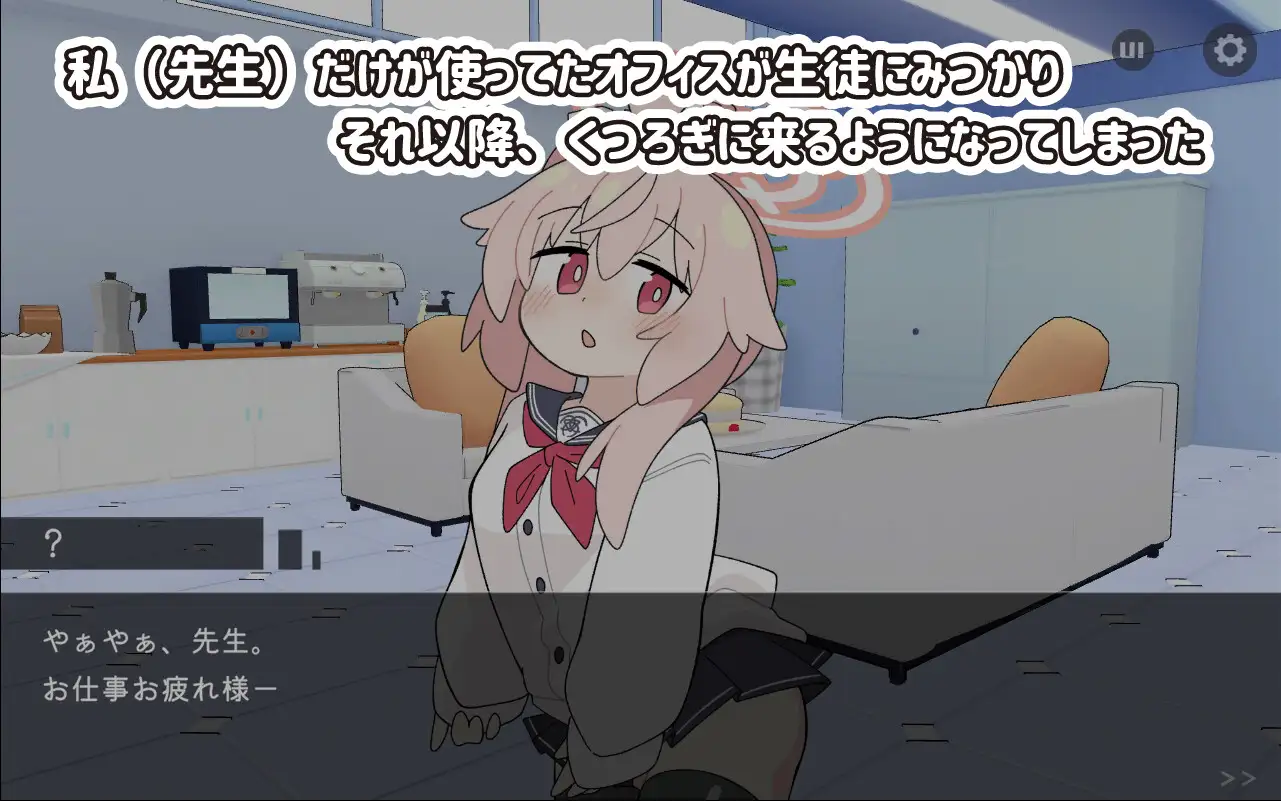 私（先生）だけが使ってたオフィスが生徒にみつかり
それ以降、くつろぎに来るようになってしまった
？
やぁやぁ、先生。
お仕事お疲れ様ー
>>